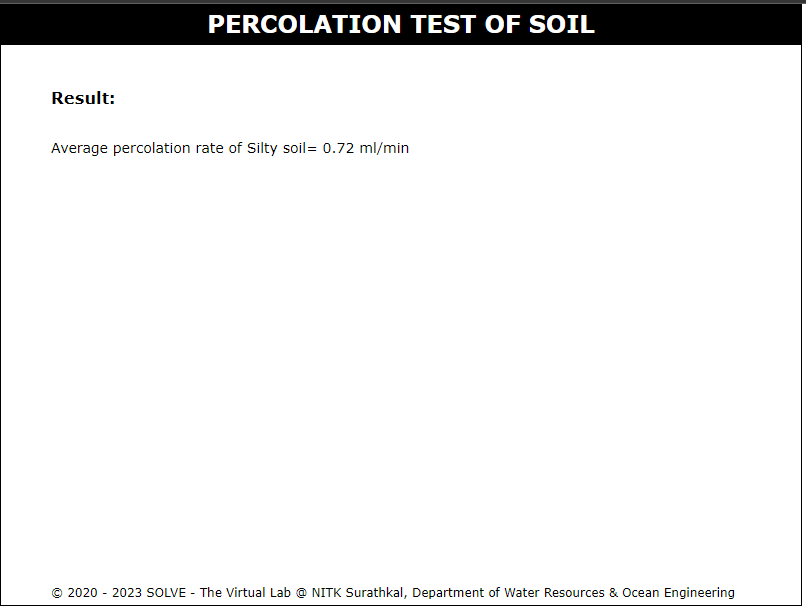 PERCOLATION TEST OF SOIL
Result:
Average percolation rate of Silty soil= 0.72 ml/min
© 2020 - 2023 SOLVE - The Virtual Lab @ NITK Surathkal, Department of Water Resources & Ocean Engineering